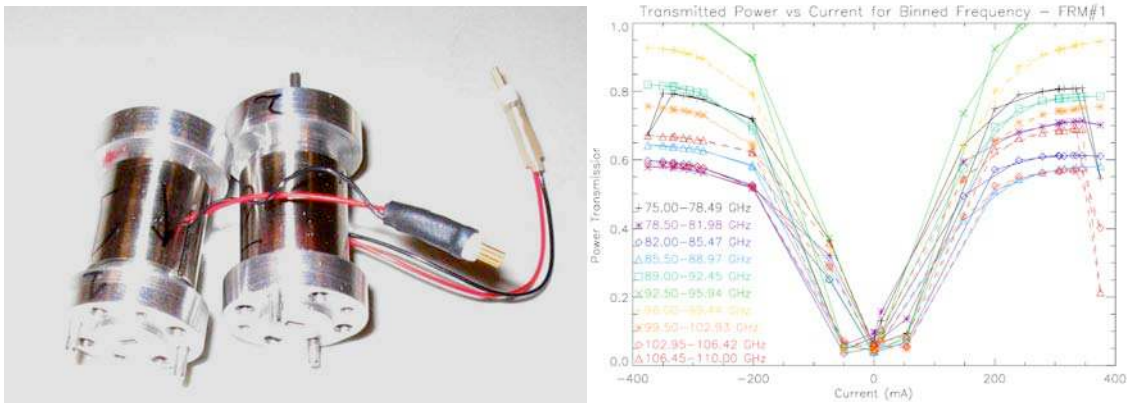 Transmitted Power vs Current for Binned Frequency - FRM#1
Power Transmission
1.0
0.8
0.6
0.4
0.2
0.0
75.00-78.49 GHz
78.50-81.98 GHz
82.00-85.47 GHz
85.50-88.97 GHz
89.00-92.45 GHz
92.50-95.94 GHz
99.50-102.93 GHz
102.95-106.42 GHz
106.45-110.00 GHz
-400
-200
0
200
400
Current (mA)